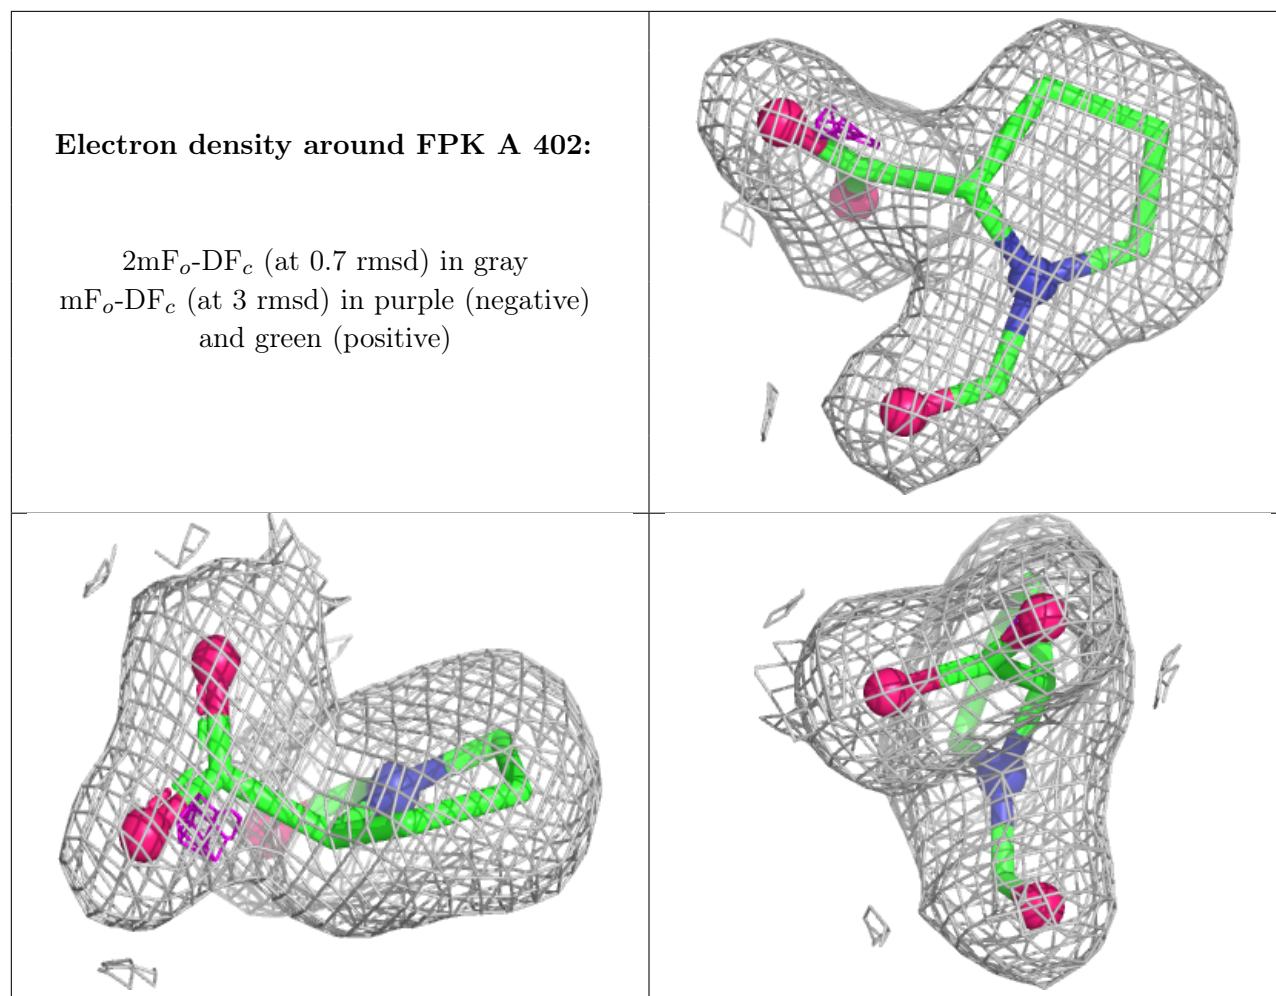 Electron density around FPK A 402:
2mFo-DFc (at 0.7 rmsd) in gray
mFo-DFc (at 3 rmsd) in purple (negative)
and green (positive)